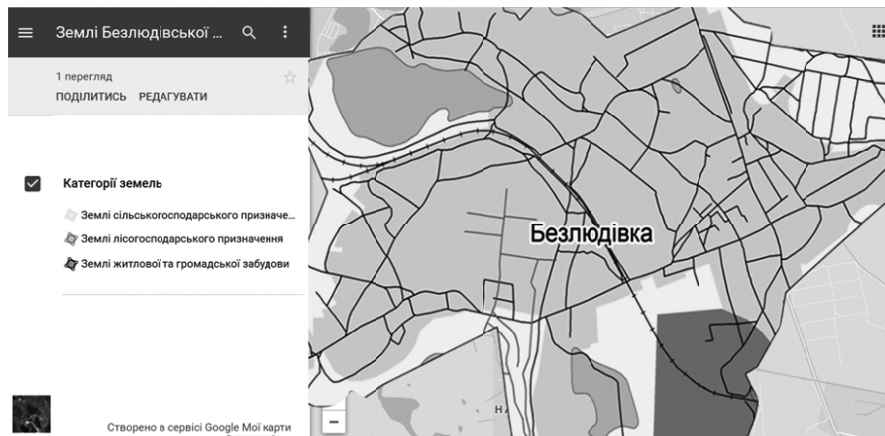 Землі Безлюдівської ...
1 перегляд
ПОДІЛИТИСЬ РЕДАГУВАТИ
Категорії земель
Землі сільськогосподарського призначе...
Землі лісогосподарського призначення
Землі житлової та громадської забудови
Створено в сервісі Google Мої карти
Безлюдівка